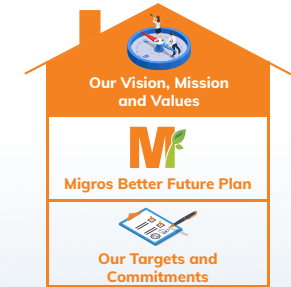 Our Vision, Mission
and Values
M
Migros Better Future Plan
Our Targets and
Commitments